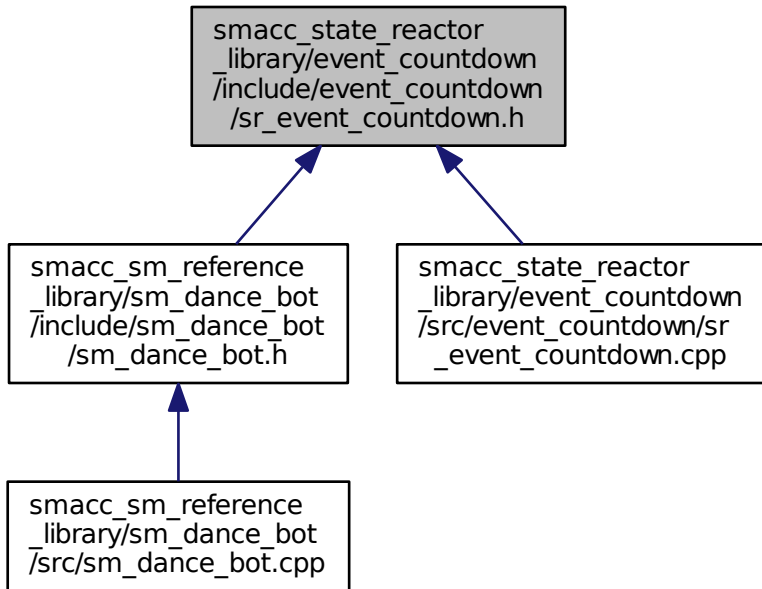 smacc_state_reactor
_library/event_countdown
/include/event_countdown
/sr_event_countdown.h
smacc_sm_reference
_library/sm_dance_bot
/include/sm_dance_bot
/sm_dance_bot.h
smacc_state_reactor
_library/event_countdown
/src/event_countdown/sr
_event_countdown.cpp
smacc_sm_reference
_library/sm_dance_bot
/src/sm_dance_bot.cpp